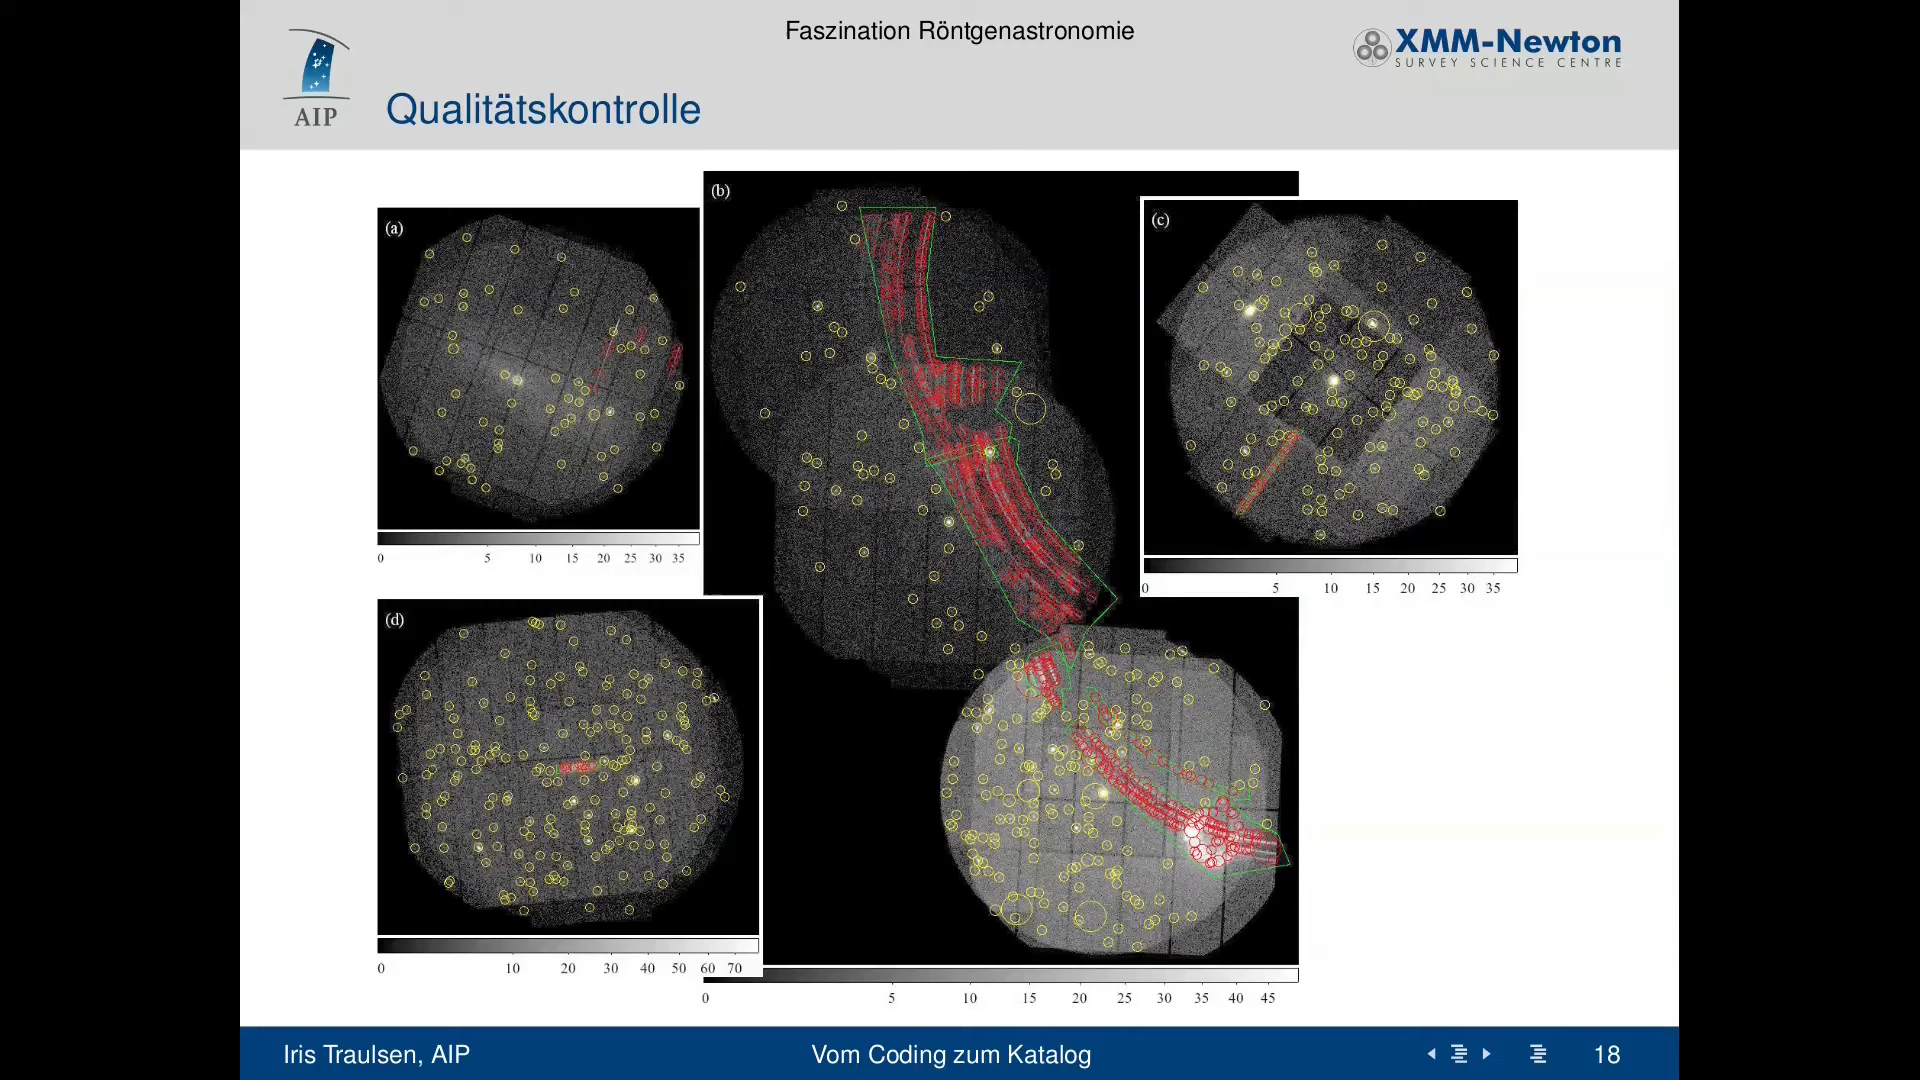 Faszination Röntgenastronomie
XMM-Newton
SURVEY SCIENCE CENTRE
AIP
Qualitätskontrolle
(a)
(b)
(c)
0 5 10 15 20 25 30 35
0 5 10 15 20 25 30 35
(d)
0 10 20 30 40 50 60 70
0 5 10 15 20 25 30 35 40 45
Iris Traulsen, AIP
Vom Coding zum Katalog
18